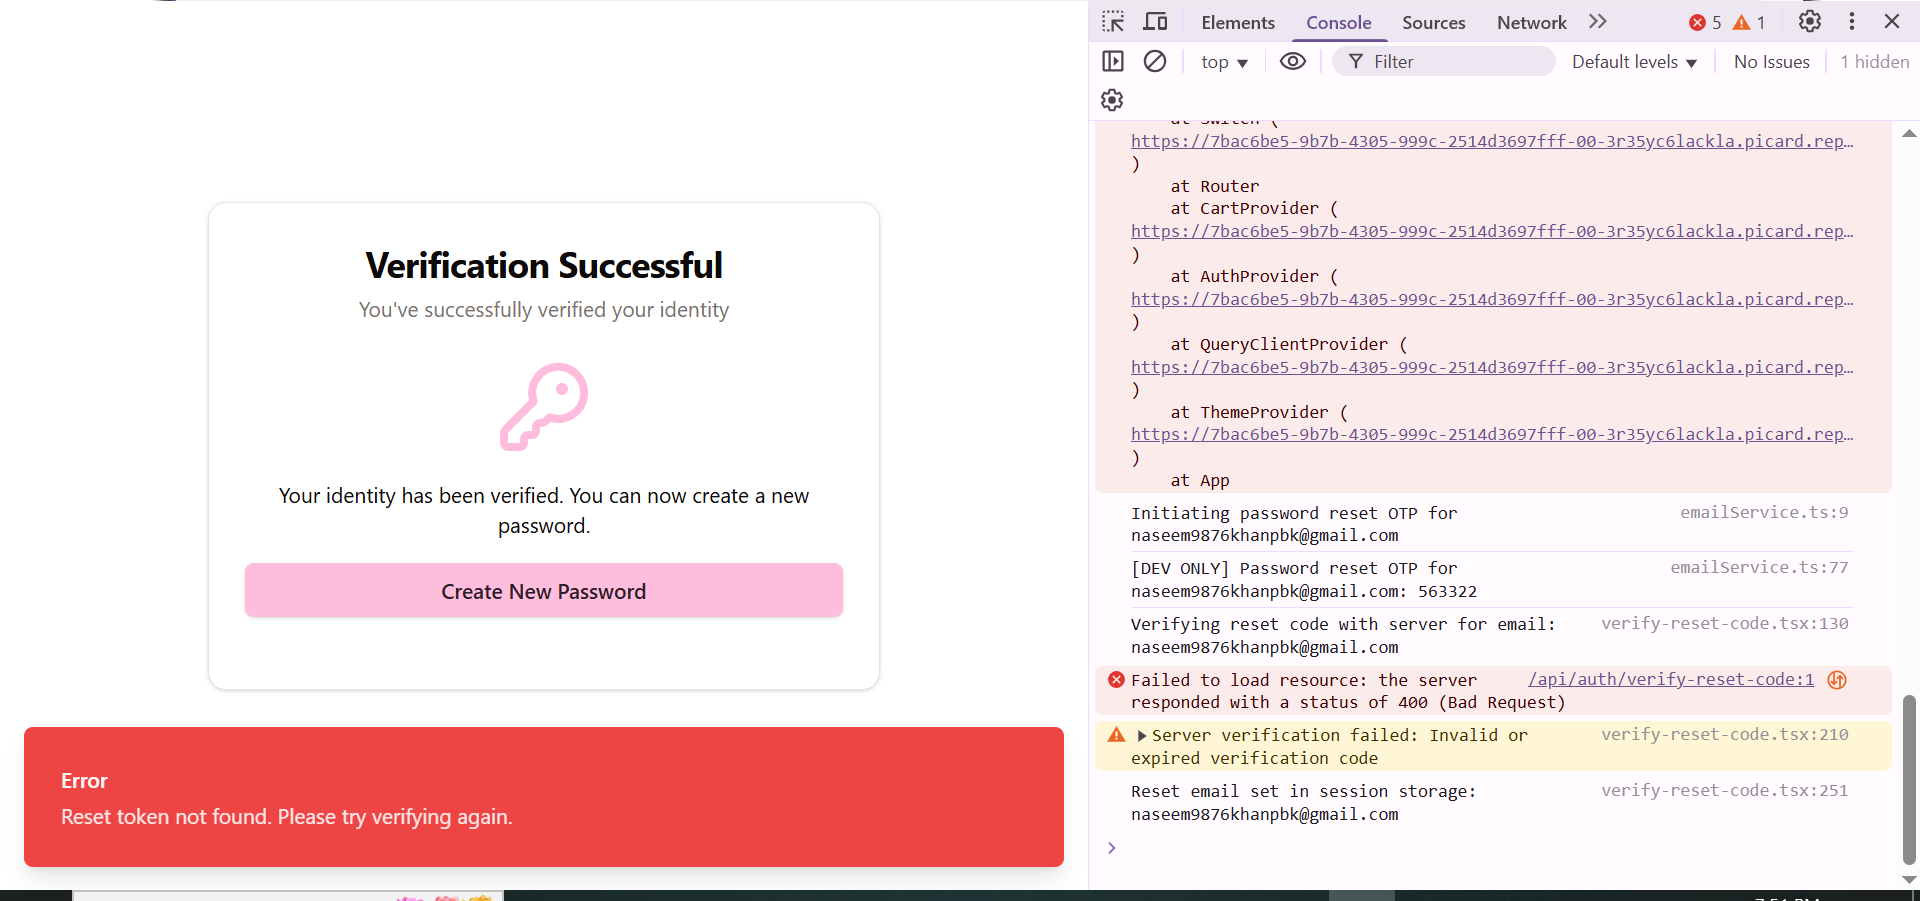 Verification Successful
You've successfully verified your identity
Your identity has been verified. You can now create a new
password.
Create New Password
Error
Reset token not found. Please try verifying again.
Elements Console Sources Network 5 1
top Filter Default levels No Issues 1 hidden
at Switch (
https://7bac6be5-9b7b-4305-999c-2514d3697fff-00-3r35yc6lackla.picard.rep…
)
at Router
at CartProvider (
https://7bac6be5-9b7b-4305-999c-2514d3697fff-00-3r35yc6lackla.picard.rep…
)
at AuthProvider (
https://7bac6be5-9b7b-4305-999c-2514d3697fff-00-3r35yc6lackla.picard.rep…
)
at QueryClientProvider (
https://7bac6be5-9b7b-4305-999c-2514d3697fff-00-3r35yc6lackla.picard.rep…
)
at ThemeProvider (
https://7bac6be5-9b7b-4305-999c-2514d3697fff-00-3r35yc6lackla.picard.rep…
)
at App
Initiating password reset OTP for emailService.ts:9
naseem9876khanpbk@gmail.com
[DEV ONLY] Password reset OTP for emailService.ts:77
naseem9876khanpbk@gmail.com: 563322
Verifying reset code with server for email: verify-reset-code.tsx:130
naseem9876khanpbk@gmail.com
Failed to load resource: the server /api/auth/verify-reset-code:1
responded with a status of 400 (Bad Request)
Server verification failed: Invalid or verify-reset-code.tsx:210
expired verification code
Reset email set in session storage: verify-reset-code.tsx:251
naseem9876khanpbk@gmail.com